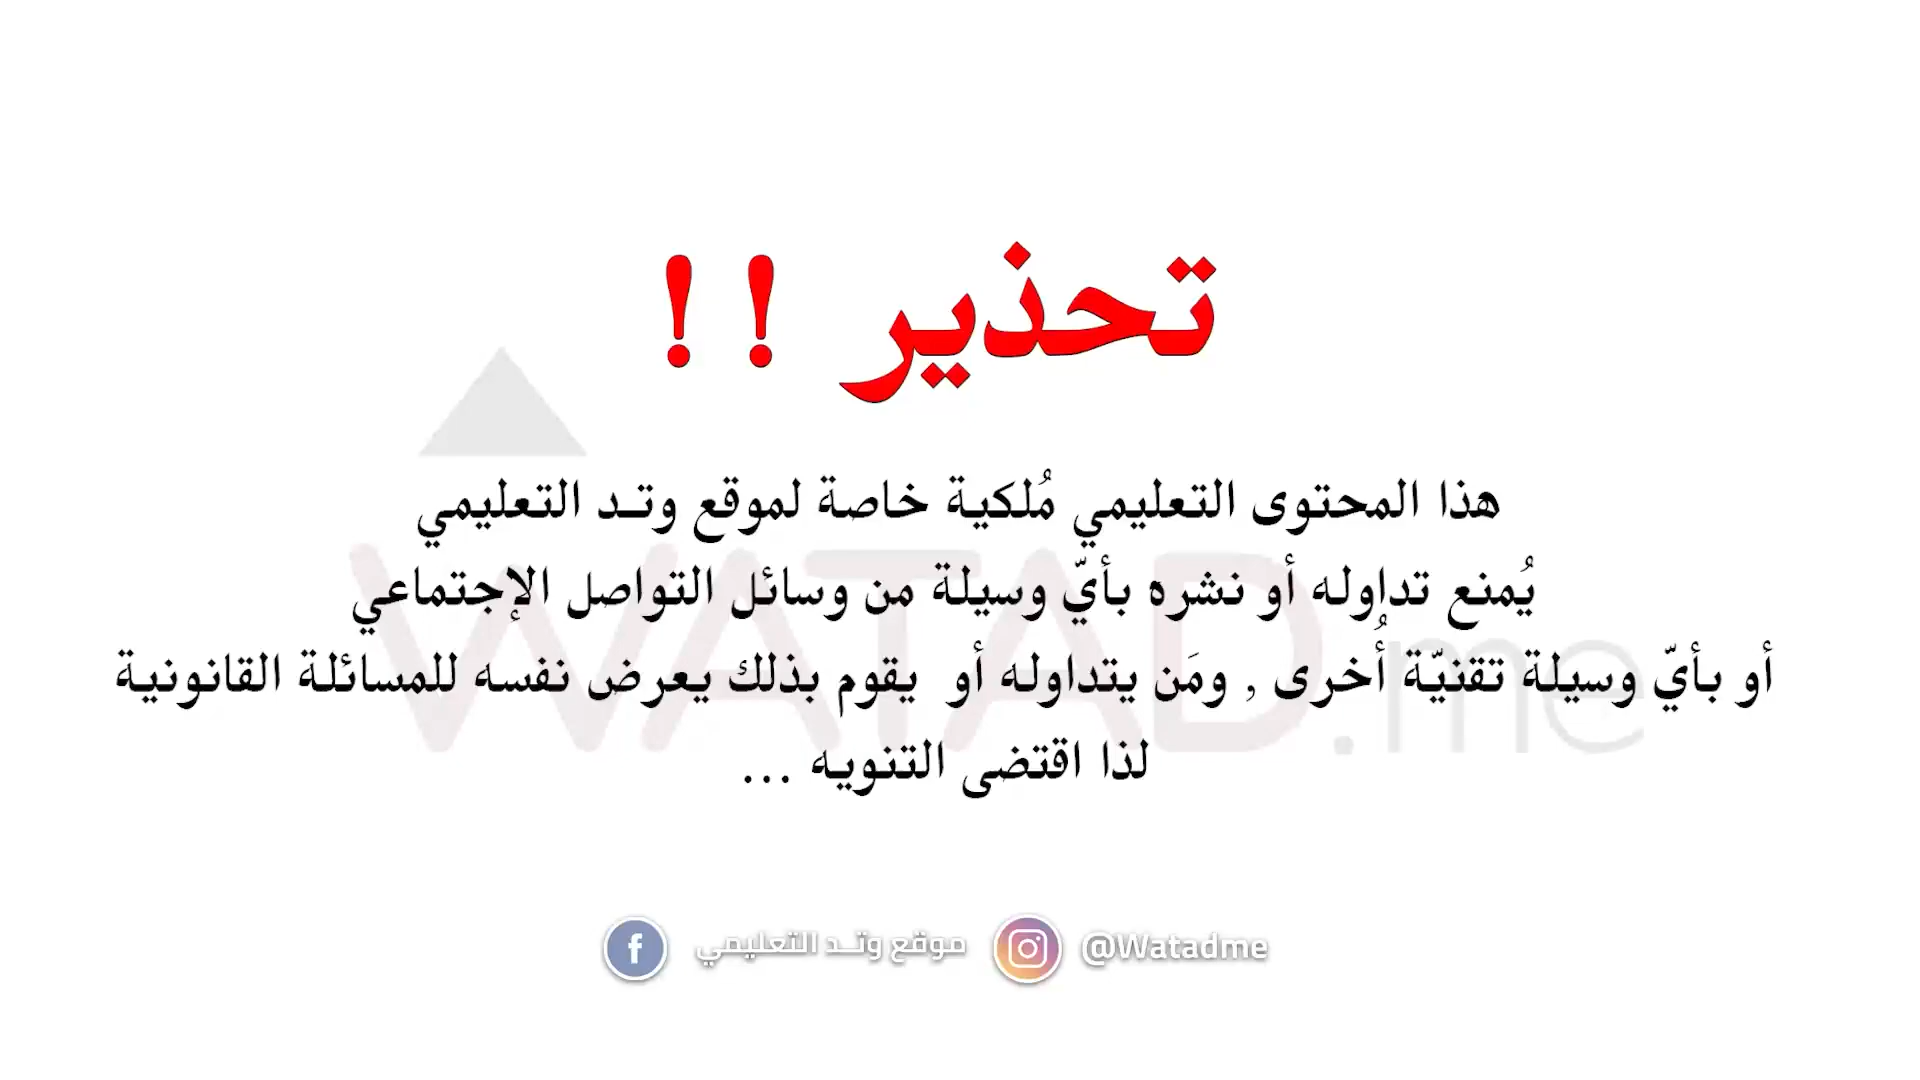 تحذير ! !
هذا المحتوى التعليمي مُلكية خاصة لموقع وتـد التعليمي
يُمنع تداوله أو نشره بأيّ وسيلة من وسائل التواصل الإجتماعي
أو بأيّ وسيلة تقنيّة أُخرى , ومَن يتداوله أو يقوم بذلك يعرض نفسه للمسائلة القانونية
لذا اقتضى التنويه ...
WATAD.me
موقع وتـد التعليمي @Watadme